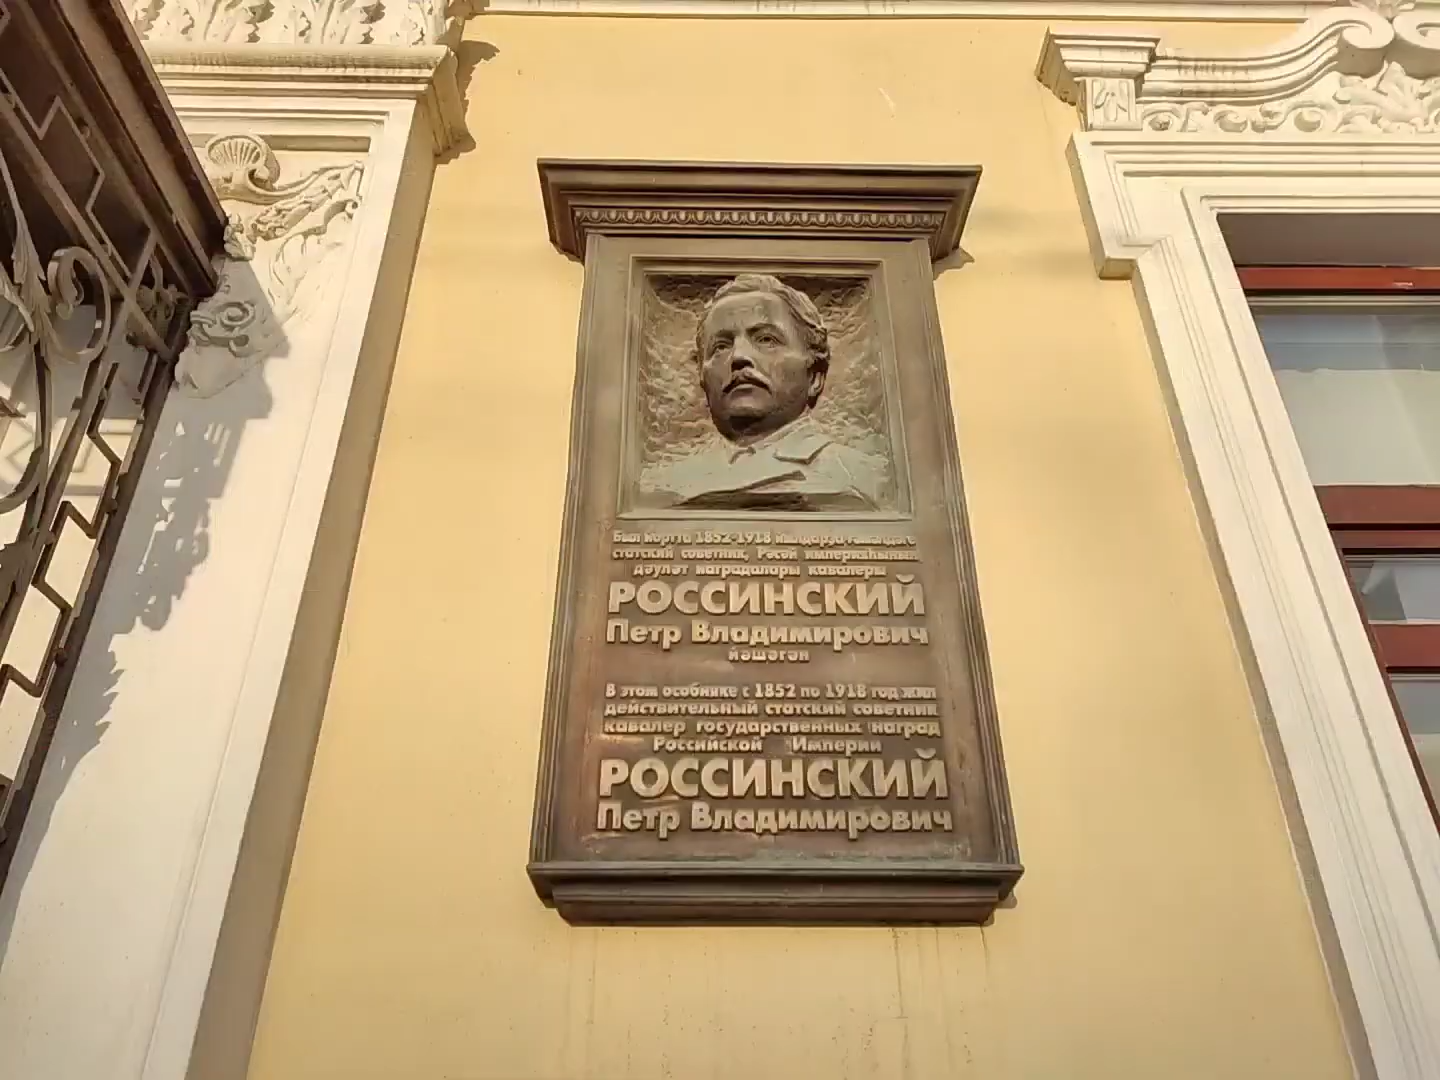 Был йортта 1852-1918 йылдарҙа ғәмәлдәге
статский советник, Рәсәй империяһының
дәүләт наградалары кавалеры
РОССИНСКИЙ
Петр Владимирович
йәшәгән
В этом особнике с 1852 по 1918 год жил
действительный статский советник
кавалер государственных наград
Российской Империи
РОССИНСКИЙ
Петр Владимирович